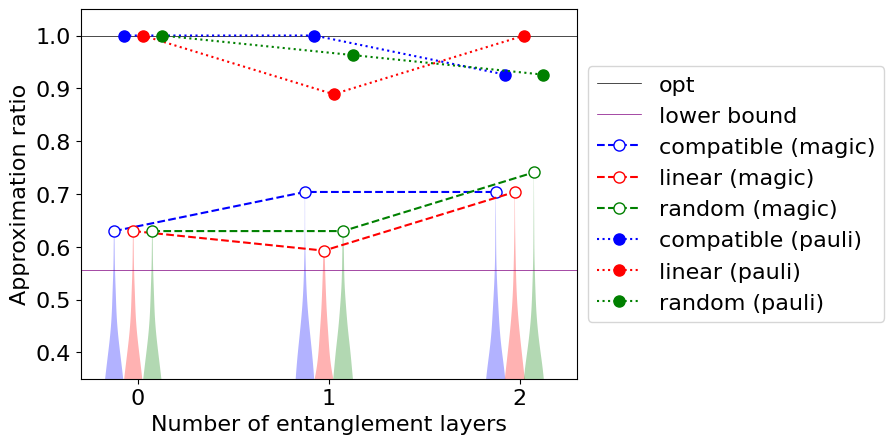 1.0
0.9
0.8
0.7
0.6
0.5
0.4
Approximation ratio
0 1 2
Number of entanglement layers
opt
lower bound
compatible (magic)
linear (magic)
random (magic)
compatible (pauli)
linear (pauli)
random (pauli)